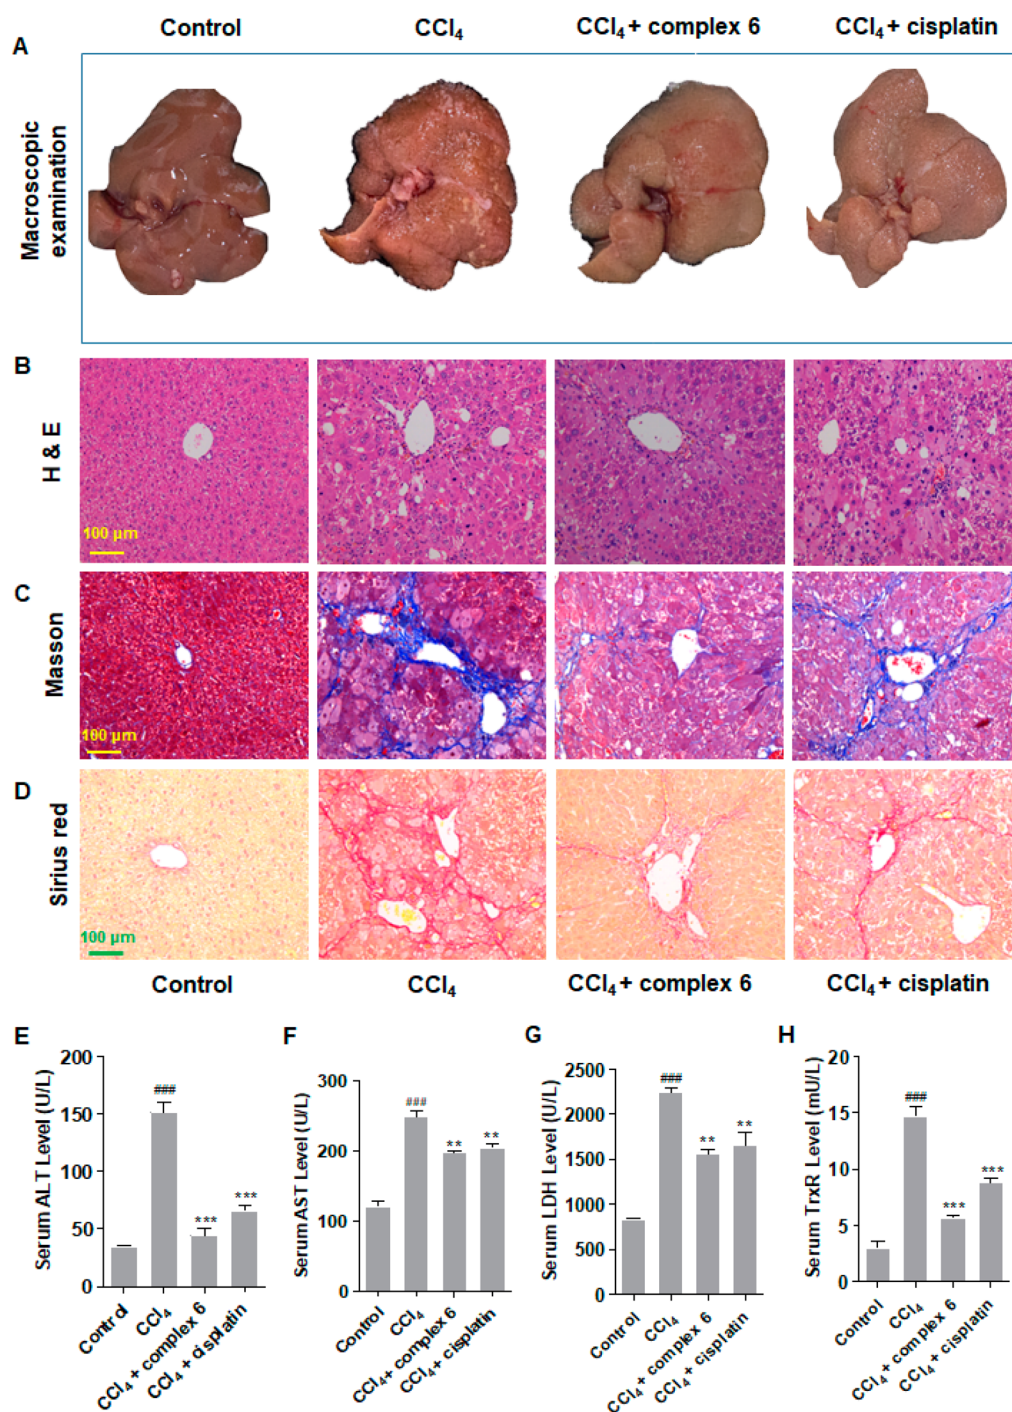 Control CCl₄ CCl₄ + complex 6 CCl₄ + cisplatin
A
Macroscopic
examination
B
H & E
100 µm
C
Masson
100 µm
D
Sirius red
100 µm
Control CCl₄ CCl₄ + complex 6 CCl₄ + cisplatin
E
Serum ALT Level (U/L)
200
150
100
50
0
###
***
***
Control
CCl₄
CCl₄ + complex 6
CCl₄ + cisplatin
F
Serum AST Level (U/L)
300
200
100
0
###
**
**
Control
CCl₄
CCl₄ + complex 6
CCl₄ + cisplatin
G
Serum LDH Level (U/L)
2500
2000
1500
1000
500
0
###
**
**
Control
CCl₄
CCl₄ + complex 6
CCl₄ + cisplatin
H
Serum TrxR Level (mU/L)
20
15
10
5
0
###
***
***
Control
CCl₄
CCl₄ + complex 6
CCl₄ + cisplatin